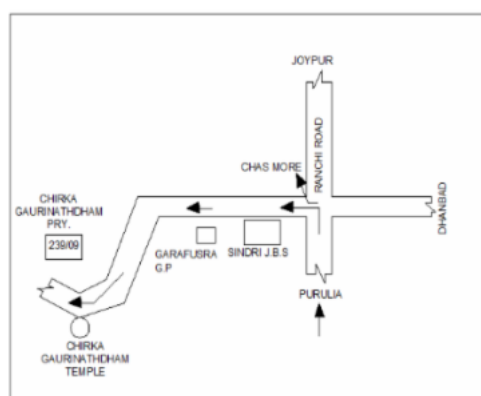 JOYPUR
RANCHI ROAD
CHAS MORE
DHANBAD
CHIRKA
GAURINATHDHAM
PRY.
239/09
GARAFUSRA
G.P
SINDRI J.B.S
PURULIA
CHIRKA
GAURINATHDHAM
TEMPLE